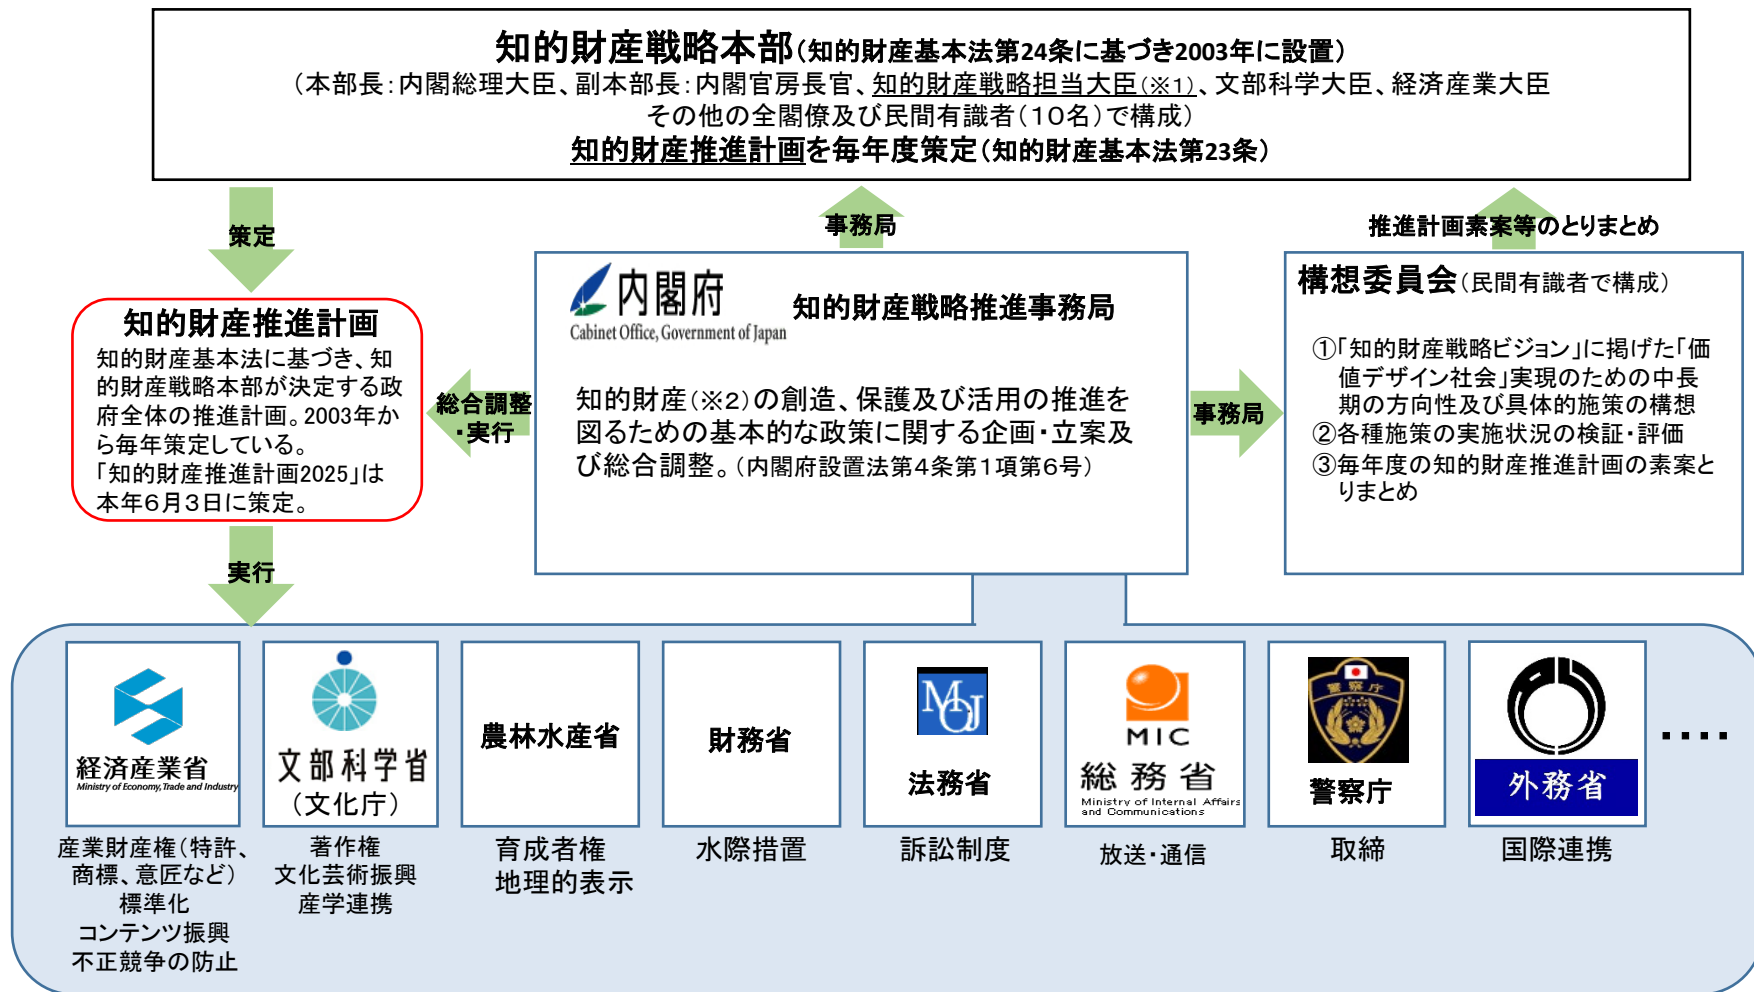 知的財産戦略本部(知的財産基本法第24条に基づき2003年に設置)
(本部長:内閣総理大臣、副本部長:内閣官房長官、知的財産戦略担当大臣(※1)、文部科学大臣、経済産業大臣
その他の全閣僚及び民間有識者(10名)で構成)
知的財産推進計画を毎年度策定(知的財産基本法第23条)
策定
事務局
推進計画素案等のとりまとめ
知的財産推進計画
知的財産基本法に基づき、知
的財産戦略本部が決定する政
府全体の推進計画。2003年か
ら毎年策定している。
「知的財産推進計画2025」は
本年6月3日に策定。
総合調整
・実行
内閣府
Cabinet Office, Government of Japan
知的財産戦略推進事務局
知的財産(※2)の創造、保護及び活用の推進を
図るための基本的な政策に関する企画・立案及
び総合調整。(内閣府設置法第4条第1項第6号)
事務局
構想委員会(民間有識者で構成)
①「知的財産戦略ビジョン」に掲げた「価
値デザイン社会」実現のための中長
期の方向性及び具体的施策の構想
②各種施策の実施状況の検証・評価
③毎年度の知的財産推進計画の素案と
りまとめ
実行
経済産業省
Ministry of Economy, Trade and Industry
産業財産権(特許、
商標、意匠など)
標準化
コンテンツ振興
不正競争の防止
文部科学省
(文化庁)
著作権
文化芸術振興
産学連携
農林水産省
育成者権
地理的表示
財務省
水際措置
MOJ
法務省
訴訟制度
MIC
総務省
Ministry of Internal Affairs
and Communications
放送・通信
警察庁
警察庁
取締
外務省
国際連携
‥‥